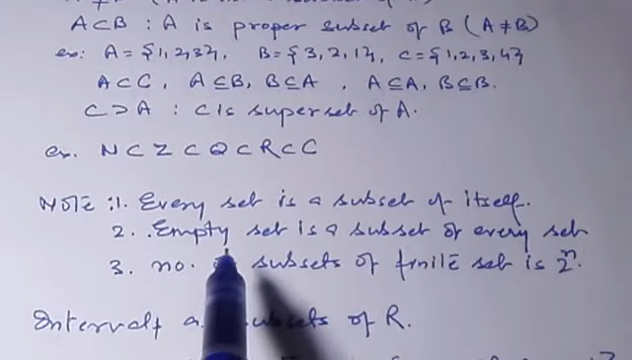 A⊂B : A is proper subset of B (A≠B)
ex: A = {1,2,3}, B = {3,2,1}, C = {1,2,3,4}
A⊂C, A⊆B, B⊆A, A⊆A, B⊆B.
C⊃A : C is superset of A.
ex. N⊂Z⊂Q⊂R⊂C
Note :1. Every set is a subset of itself.
2. .Empty set is a subset of every set
3. no. subsets of finite set is 2ⁿ.
Intervals subsets of R.